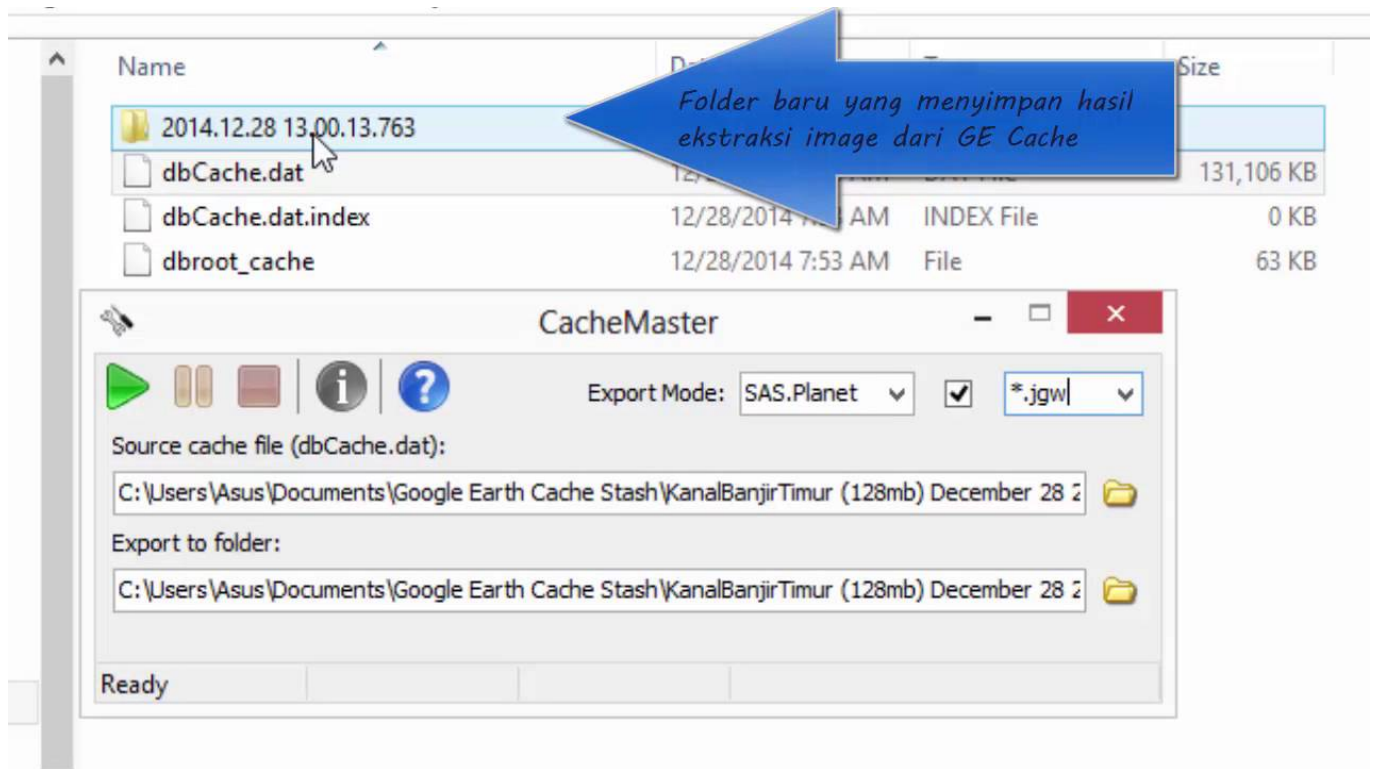 Name Size
Folder baru yang menyimpan hasil
ekstraksi image dari GE Cache
2014.12.28 13.00.13.763
dbCache.dat 131,106 KB
dbCache.dat.index 12/28/2014 AM INDEX File 0 KB
dbroot_cache 12/28/2014 7:53 AM File 63 KB
CacheMaster
Export Mode: SAS.Planet *.jgw
Source cache file (dbCache.dat):
C:\Users\Asus\Documents\Google Earth Cache Stash\KanalBanjirTimur (128mb) December 28 2
Export to folder:
C:\Users\Asus\Documents\Google Earth Cache Stash\KanalBanjirTimur (128mb) December 28 2
Ready